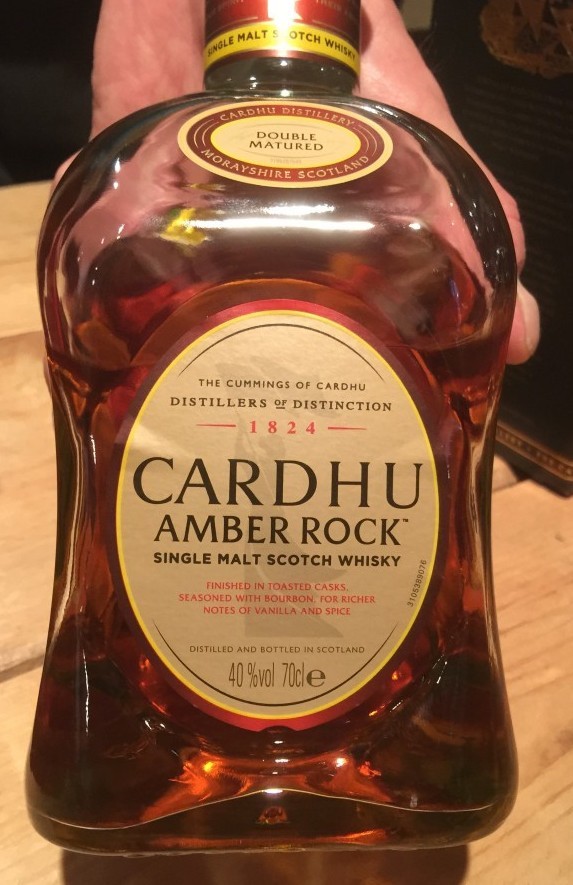 SINGLE MALT SCOTCH WHISKY
CARDHU DISTILLERY
DOUBLE
MATURED
MORAYSHIRE SCOTLAND
THE CUMMINGS OF CARDHU
DISTILLERS OF DISTINCTION
1824
CARDHU
AMBER ROCK™
SINGLE MALT SCOTCH WHISKY
FINISHED IN TOASTED CASKS,
SEASONED WITH BOURBON, FOR RICHER
NOTES OF VANILLA AND SPICE
3105389076
DISTILLED AND BOTTLED IN SCOTLAND
40 %vol 70cl e